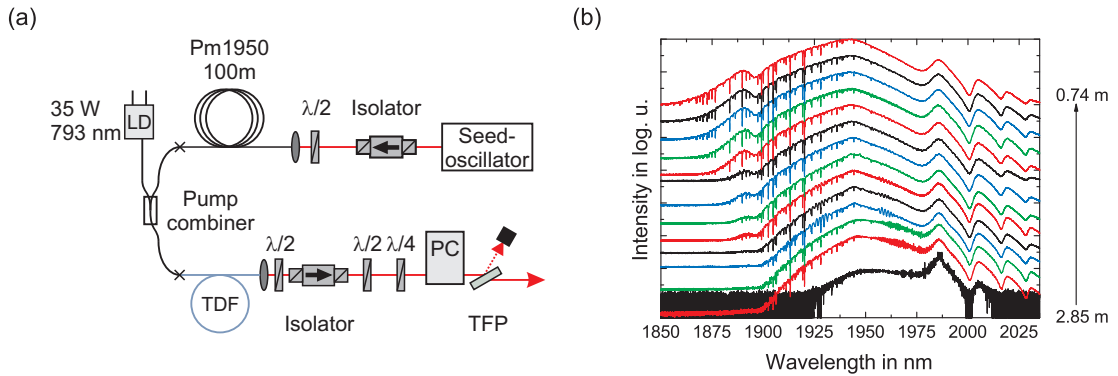 (a)
Pm1950
100m
35 W
793 nm
LD
λ/2
Isolator
Seed-
oscillator
Pump
combiner
λ/2
λ/2
λ/4
PC
TDF
Isolator
TFP
(b)
Intensity in log. u.
0.74 m
2.85 m
1850 1875 1900 1925 1950 1975 2000 2025
Wavelength in nm